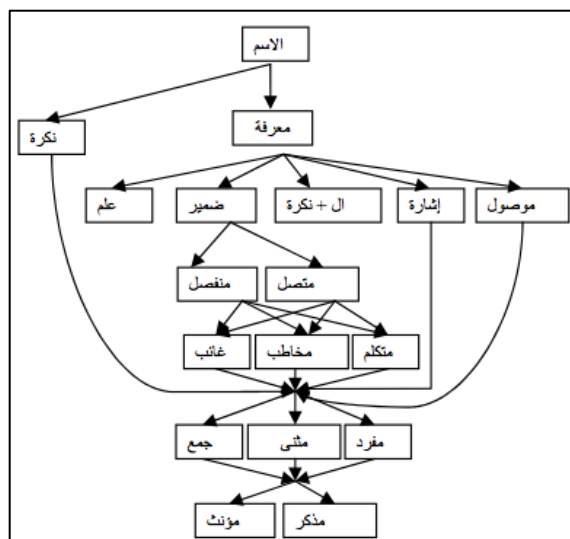 الاسم
معرفة
نكرة
موصول
إشارة
ال + نكرة
ضمير
علم
متصل
منفصل
متكلم
مخاطب
غائب
مفرد
مثنى
جمع
مذكر
مؤنث